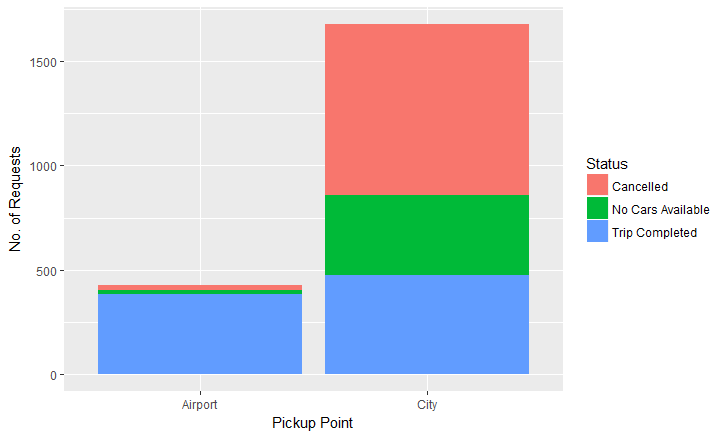 No. of Requests
1500
1000
500
0
Airport
City
Pickup Point
Status
Cancelled
No Cars Available
Trip Completed